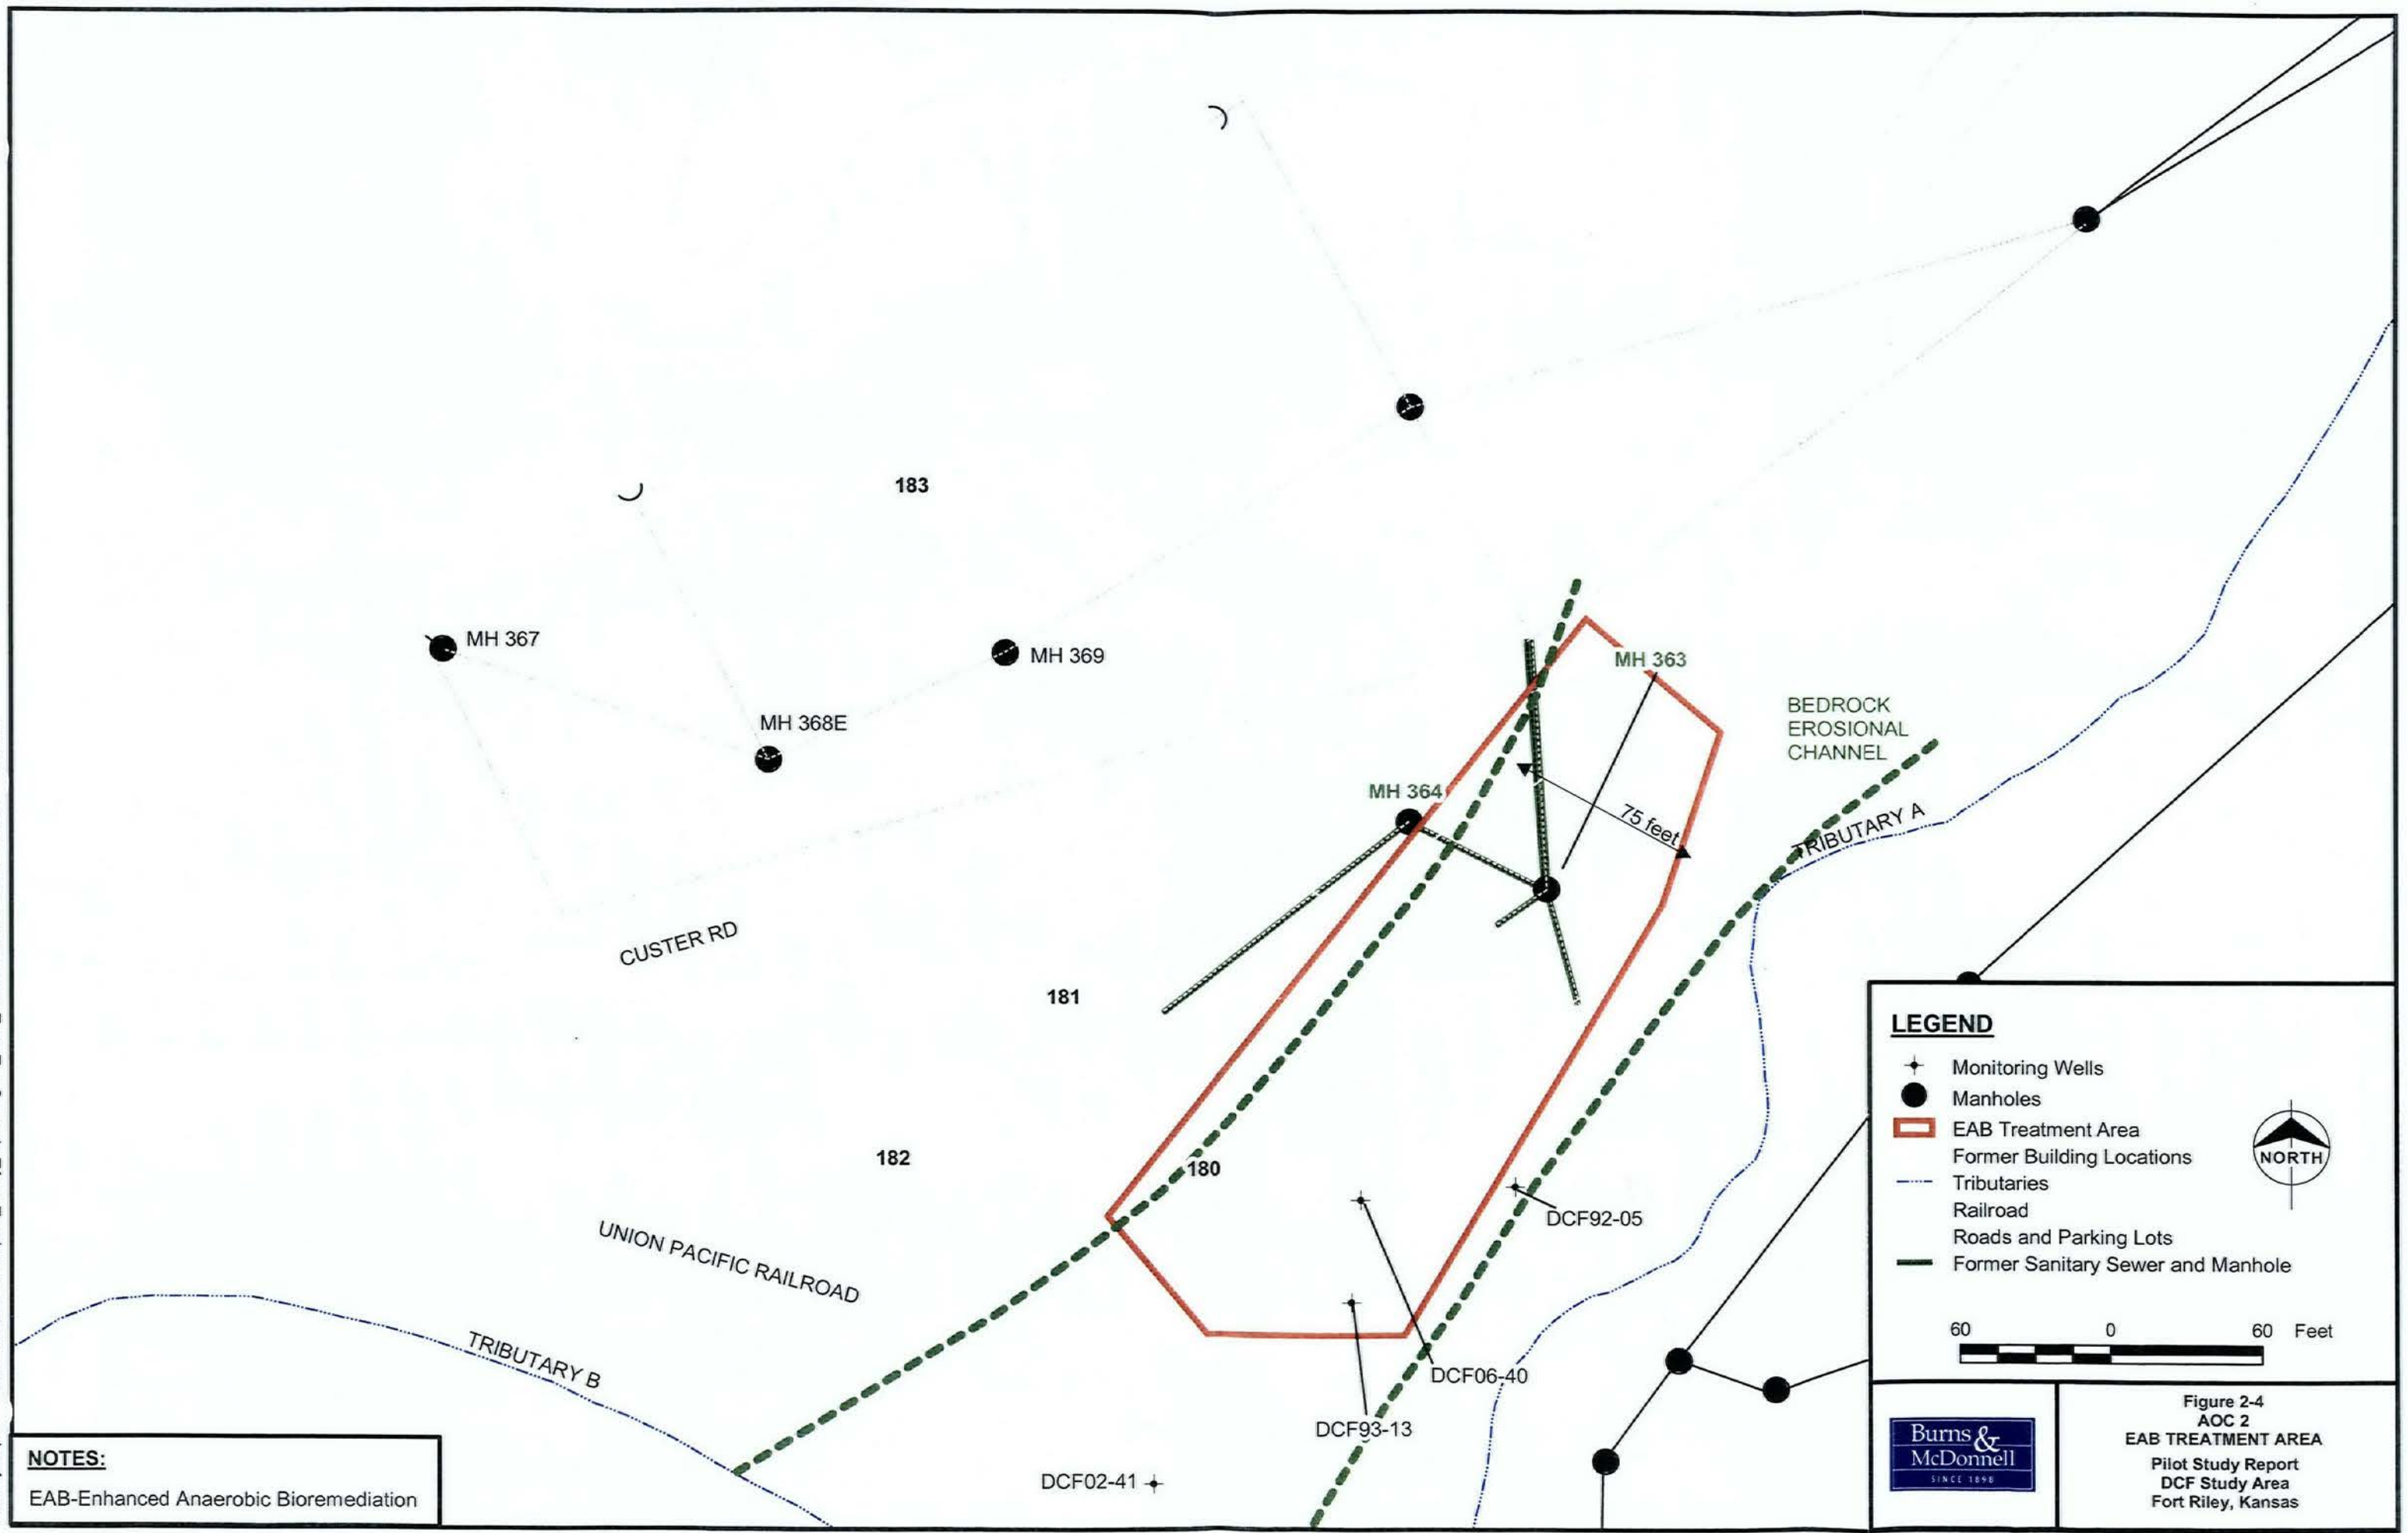 183
MH 367
MH 369
MH 363
BEDROCK
EROSIONAL
CHANNEL
MH 368E
MH 364
75 feet
TRIBUTARY A
CUSTER RD
181
182
180
DCF92-05
UNION PACIFIC RAILROAD
TRIBUTARY B
DCF06-40
DCF93-13
DCF02-41
NOTES:
EAB-Enhanced Anaerobic Bioremediation
LEGEND
Monitoring Wells
Manholes
EAB Treatment Area
Former Building Locations
Tributaries
Railroad
Roads and Parking Lots
Former Sanitary Sewer and Manhole
NORTH
60 0 60 Feet
Burns &
McDonnell
SINCE 1898
Figure 2-4
AOC 2
EAB TREATMENT AREA
Pilot Study Report
DCF Study Area
Fort Riley, Kansas